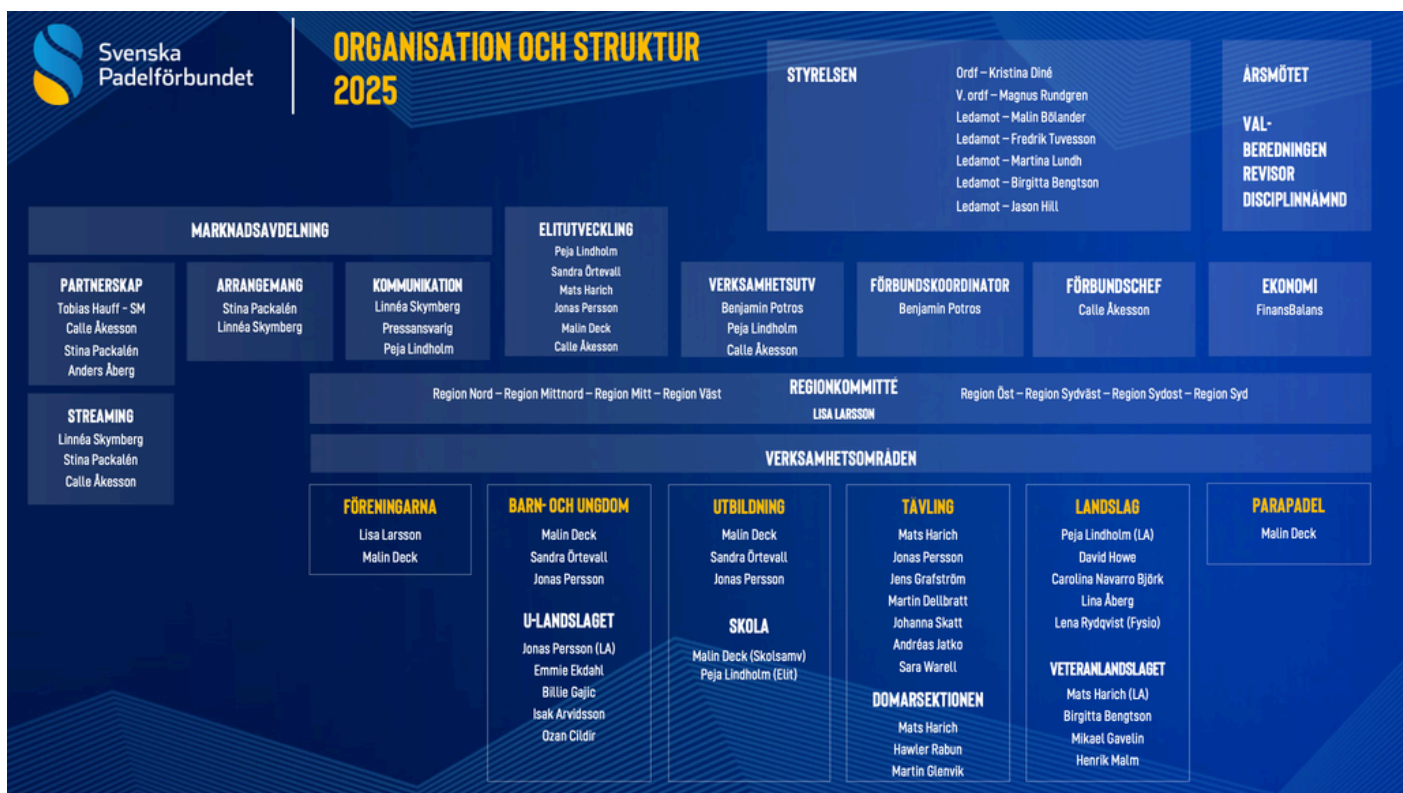 Svenska
Padelförbundet
ORGANISATION OCH STRUKTUR
2025
STYRELSEN
Ordf – Kristina Diné
V. ordf – Magnus Rundgren
Ledamot – Malin Bölander
Ledamot – Fredrik Tuvesson
Ledamot – Martina Lundh
Ledamot – Birgitta Bengtson
Ledamot – Jason Hill
ÅRSMÖTET
VAL-
BEREDNINGEN
REVISOR
DISCIPLINNÄMND
MARKNADSAVDELNING
PARTNERSKAP
Tobias Hauff - SM
Calle Åkesson
Stina Packalén
Anders Åberg
ARRANGEMANG
Stina Packalén
Linnéa Skymberg
KOMMUNIKATION
Linnéa Skymberg
Pressansvarig
Peja Lindholm
STREAMING
Linnéa Skymberg
Stina Packalén
Calle Åkesson
ELITUTVECKLING
Peja Lindholm
Sandra Örtevall
Mats Harich
Jonas Persson
Malin Deck
Calle Åkesson
VERKSAMHETSUTV
Benjamin Potros
Peja Lindholm
Calle Åkesson
FÖRBUNDSKOORDINATOR
Benjamin Potros
FÖRBUNDSCHEF
Calle Åkesson
EKONOMI
FinansBalans
Region Nord – Region Mittnord – Region Mitt – Region Väst
REGIONKOMMITTÉ
LISA LARSSON
Region Öst – Region Sydväst – Region Sydost – Region Syd
VERKSAMHETSOMRÅDEN
FÖRENINGARNA
Lisa Larsson
Malin Deck
BARN- OCH UNGDOM
Malin Deck
Sandra Örtevall
Jonas Persson
U-LANDSLAGET
Jonas Persson (LA)
Emmie Ekdahl
Billie Gajic
Isak Arvidsson
Ozan Cildir
UTBILDNING
Malin Deck
Sandra Örtevall
Jonas Persson
SKOLA
Malin Deck (Skolsamv)
Peja Lindholm (Elit)
TÄVLING
Mats Harich
Jonas Persson
Jens Grafström
Martin Dellbratt
Johanna Skatt
Andréas Jatko
Sara Warell
DOMARSEKTIONEN
Mats Harich
Hawler Rabun
Martin Glenvik
LANDSLAG
Peja Lindholm (LA)
David Howe
Carolina Navarro Björk
Lina Åberg
Lena Rydqvist (Fysio)
VETERANLANDSLAGET
Mats Harich (LA)
Birgitta Bengtson
Mikael Gavelin
Henrik Malm
PARAPADEL
Malin Deck